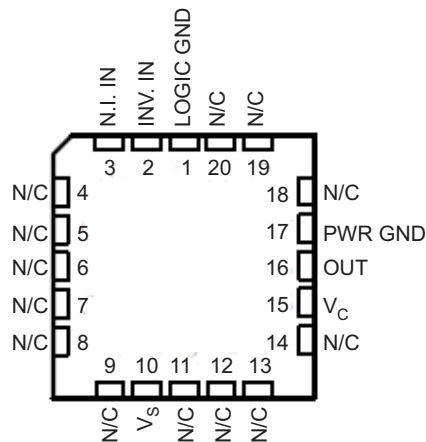 N.I. IN
INV. IN
LOGIC GND
N/C
N/C
3 2 1 20 19
N/C 4
N/C 5
N/C 6
N/C 7
N/C 8
18 N/C
17 PWR GND
16 OUT
15 VC
14 N/C
9 10 11 12 13
N/C
VS
N/C
N/C
N/C